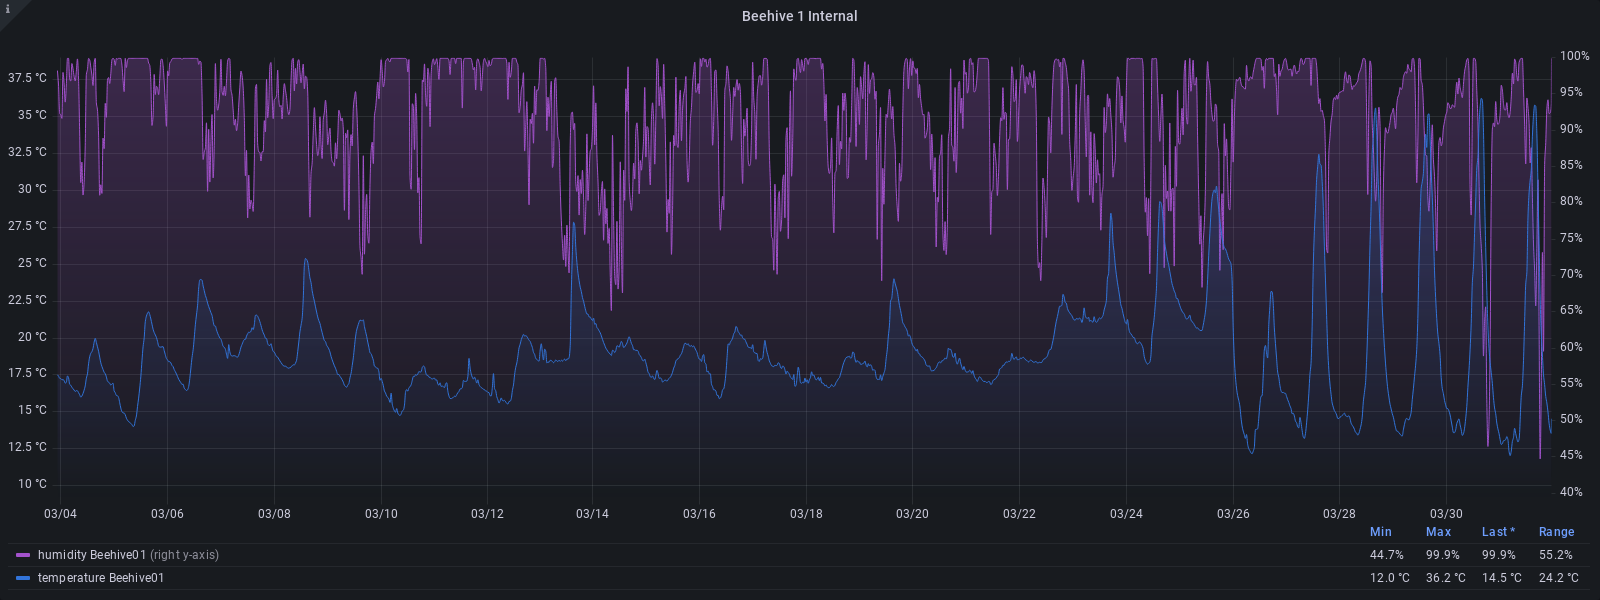 i
Beehive 1 Internal
37.5 °C
35 °C
32.5 °C
30 °C
27.5 °C
25 °C
22.5 °C
20 °C
17.5 °C
15 °C
12.5 °C
10 °C
100%
95%
90%
85%
80%
75%
70%
65%
60%
55%
50%
45%
40%
03/04 03/06 03/08 03/10 03/12 03/14 03/16 03/18 03/20 03/22 03/24 03/26 03/28 03/30
Min Max Last * Range
humidity Beehive01 (right y-axis) 44.7% 99.9% 99.9% 55.2%
temperature Beehive01 12.0 °C 36.2 °C 14.5 °C 24.2 °C